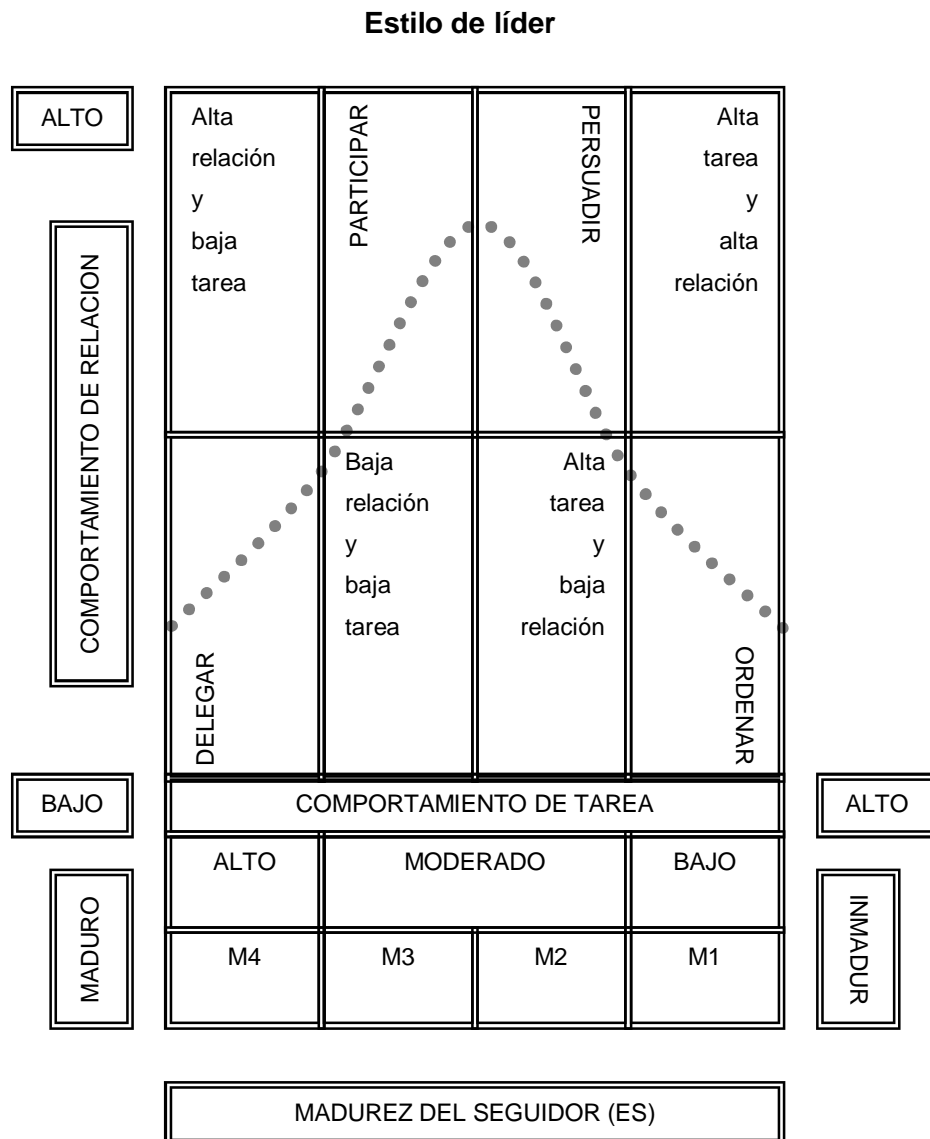 Estilo de líder
ALTO
Alta
relación
y
baja
tarea
PARTICIPAR
PERSUADIR
Alta
tarea
y
alta
relación
COMPORTAMIENTO DE RELACION
DELEGAR
Baja
relación
y
baja
tarea
Alta
tarea
y
baja
relación
ORDENAR
BAJO
COMPORTAMIENTO DE TAREA
ALTO
MADURO
ALTO
MODERADO
BAJO
INMADUR
M4
M3
M2
M1
MADUREZ DEL SEGUIDOR (ES)